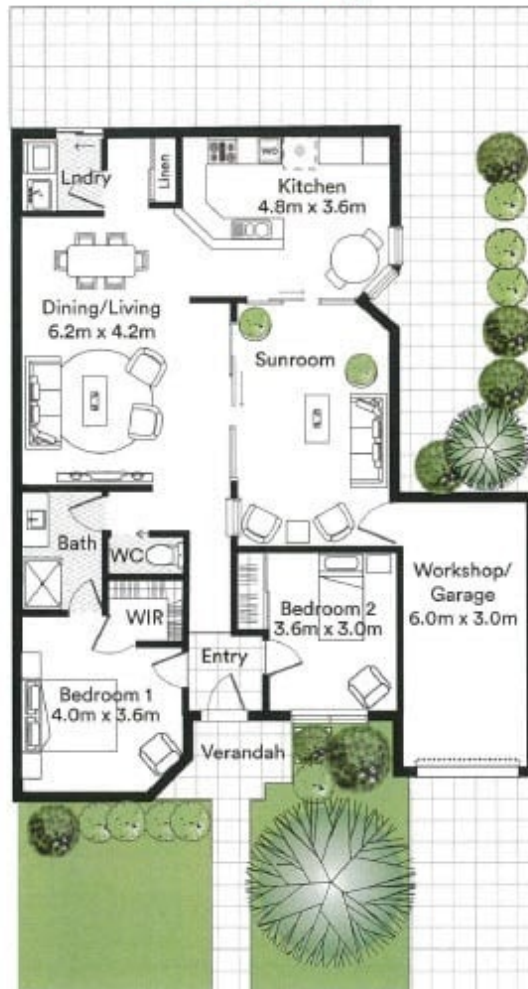 Lndry
Linen
WO
Kitchen
4.8m x 3.6m
Dining/Living
6.2m x 4.2m
Sunroom
Bath
WC
WIR
Workshop/
Garage
6.0m x 3.0m
Bedroom 2
3.6m x 3.0m
Entry
Bedroom 1
4.0m x 3.6m
Verandah